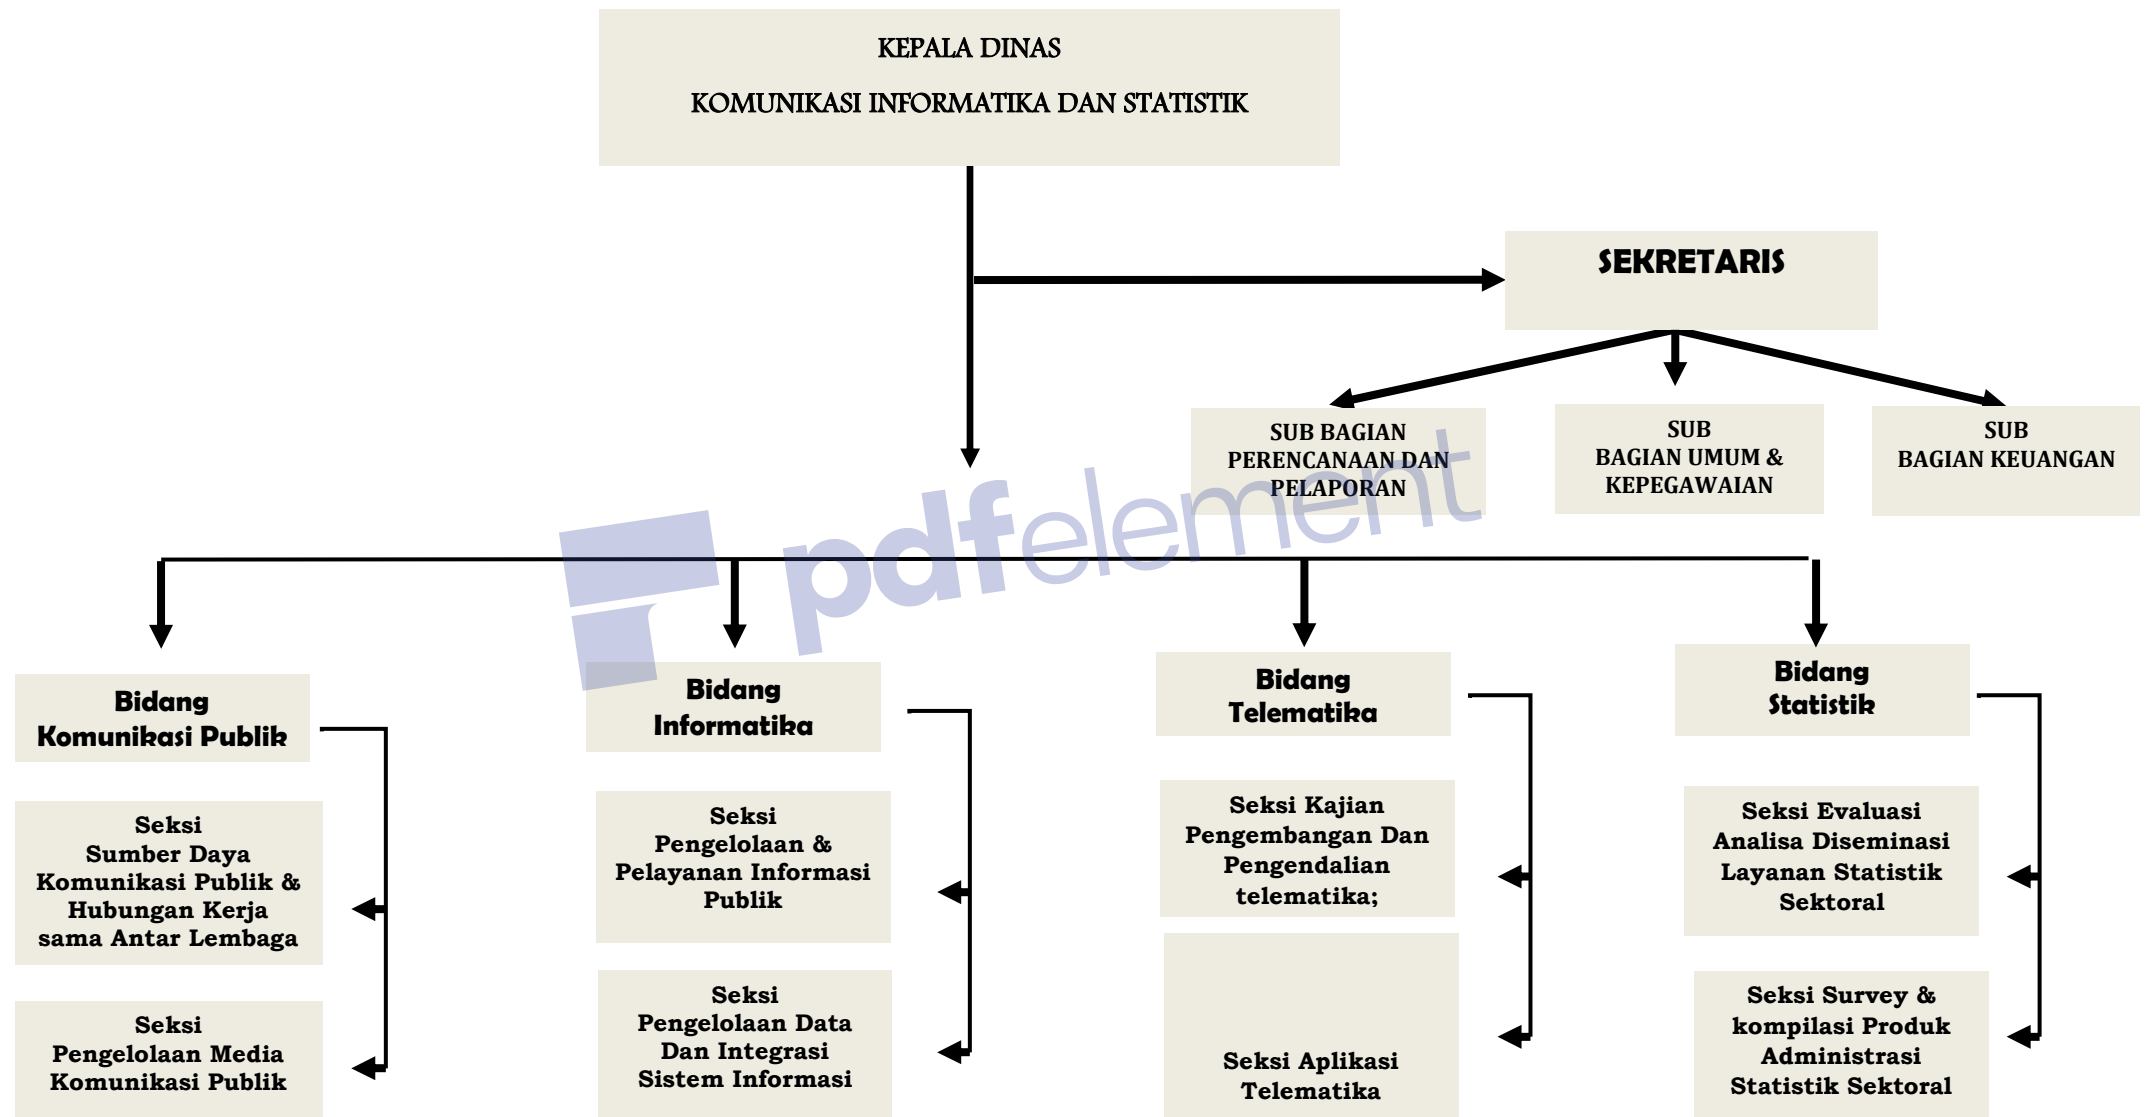 KEPALA DINAS
KOMUNIKASI INFORMATIKA DAN STATISTIK
SEKRETARIS
SUB BAGIAN
PERENCANAAN DAN
PELAPORAN
SUB
BAGIAN UMUM &
KEPEGAWAIAN
SUB
BAGIAN KEUANGAN
pdfelement
Bidang
Komunikasi Publik
Bidang
Informatika
Bidang
Telematika
Bidang
Statistik
Seksi
Sumber Daya
Komunikasi Publik &
Hubungan Kerja
sama Antar Lembaga
Seksi
Pengelolaan &
Pelayanan Informasi
Publik
Seksi Kajian
Pengembangan Dan
Pengendalian
telematika;
Seksi Evaluasi
Analisa Diseminasi
Layanan Statistik
Sektoral
Seksi
Pengelolaan Media
Komunikasi Publik
Seksi
Pengelolaan Data
Dan Integrasi
Sistem Informasi
Seksi Aplikasi
Telematika
Seksi Survey &
kompilasi Produk
Administrasi
Statistik Sektoral